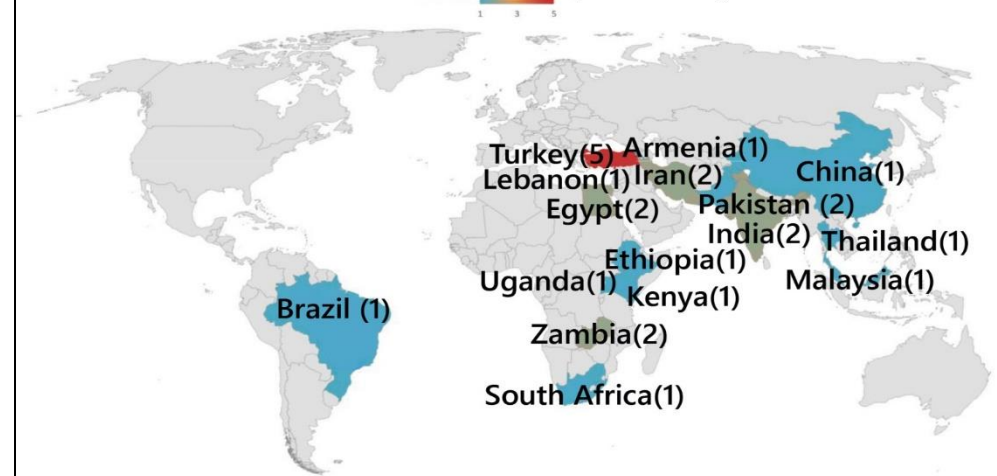 1 3 5
Turkey(5) Armenia(1)
Lebanon(1) Iran(2) China(1)
Egypt(2) Pakistan (2)
India(2) Thailand(1)
Ethiopia(1)
Uganda(1) Malaysia(1)
Kenya(1)
Brazil (1)
Zambia(2)
South Africa(1)